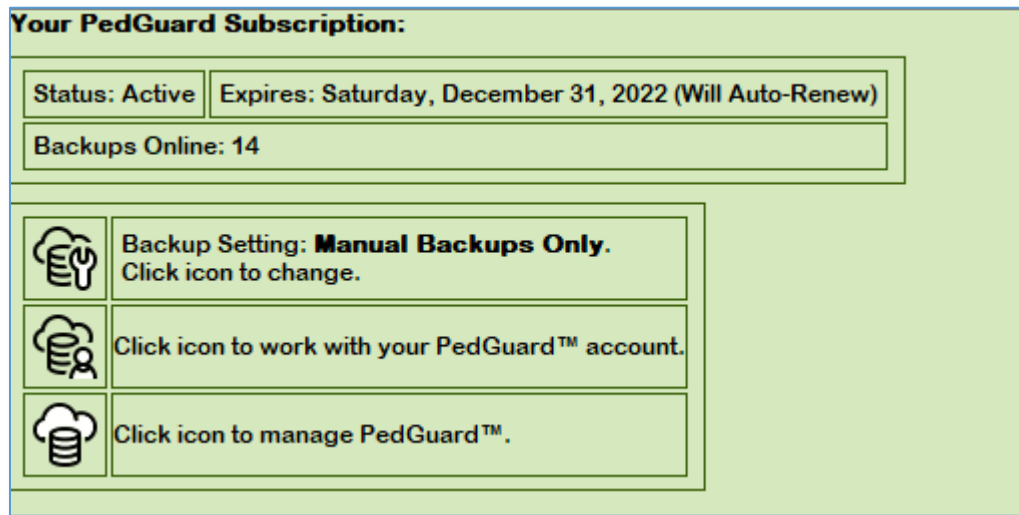 Your PedGuard Subscription:
Status: Active Expires: Saturday, December 31, 2022 (Will Auto-Renew)
Backups Online: 14
Backup Setting: Manual Backups Only.
Click icon to change.
Click icon to work with your PedGuard™ account.
Click icon to manage PedGuard™.